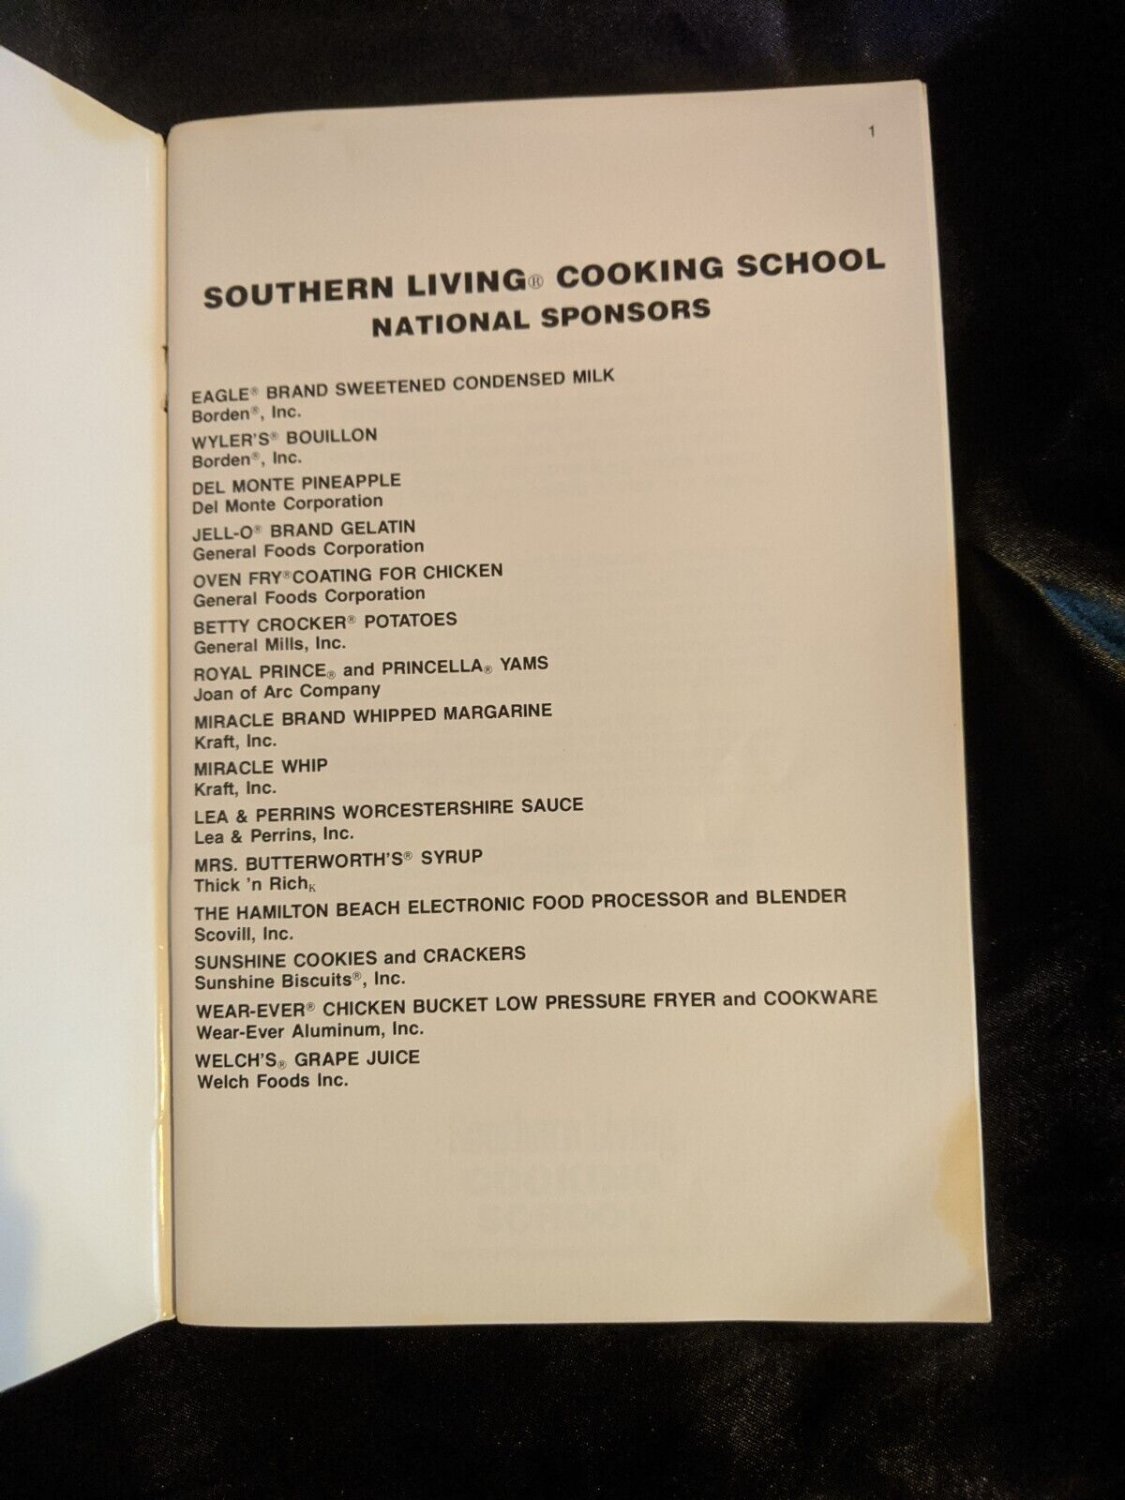 1
SOUTHERN LIVING® COOKING SCHOOL
NATIONAL SPONSORS
EAGLE® BRAND SWEETENED CONDENSED MILK
Borden®, Inc.
WYLER'S® BOUILLON
Borden®, Inc.
DEL MONTE PINEAPPLE
Del Monte Corporation
JELL-O® BRAND GELATIN
General Foods Corporation
OVEN FRY®COATING FOR CHICKEN
General Foods Corporation
BETTY CROCKER® POTATOES
General Mills, Inc.
ROYAL PRINCE® and PRINCELLA® YAMS
Joan of Arc Company
MIRACLE BRAND WHIPPED MARGARINE
Kraft, Inc.
MIRACLE WHIP
Kraft, Inc.
LEA & PERRINS WORCESTERSHIRE SAUCE
Lea & Perrins, Inc.
MRS. BUTTERWORTH'S® SYRUP
Thick 'n Rich
THE HAMILTON BEACH ELECTRONIC FOOD PROCESSOR and BLENDER
Scovill, Inc.
SUNSHINE COOKIES and CRACKERS
Sunshine Biscuits®, Inc.
WEAR-EVER® CHICKEN BUCKET LOW PRESSURE FRYER and COOKWARE
Wear-Ever Aluminum, Inc.
WELCH'S® GRAPE JUICE
Welch Foods Inc.